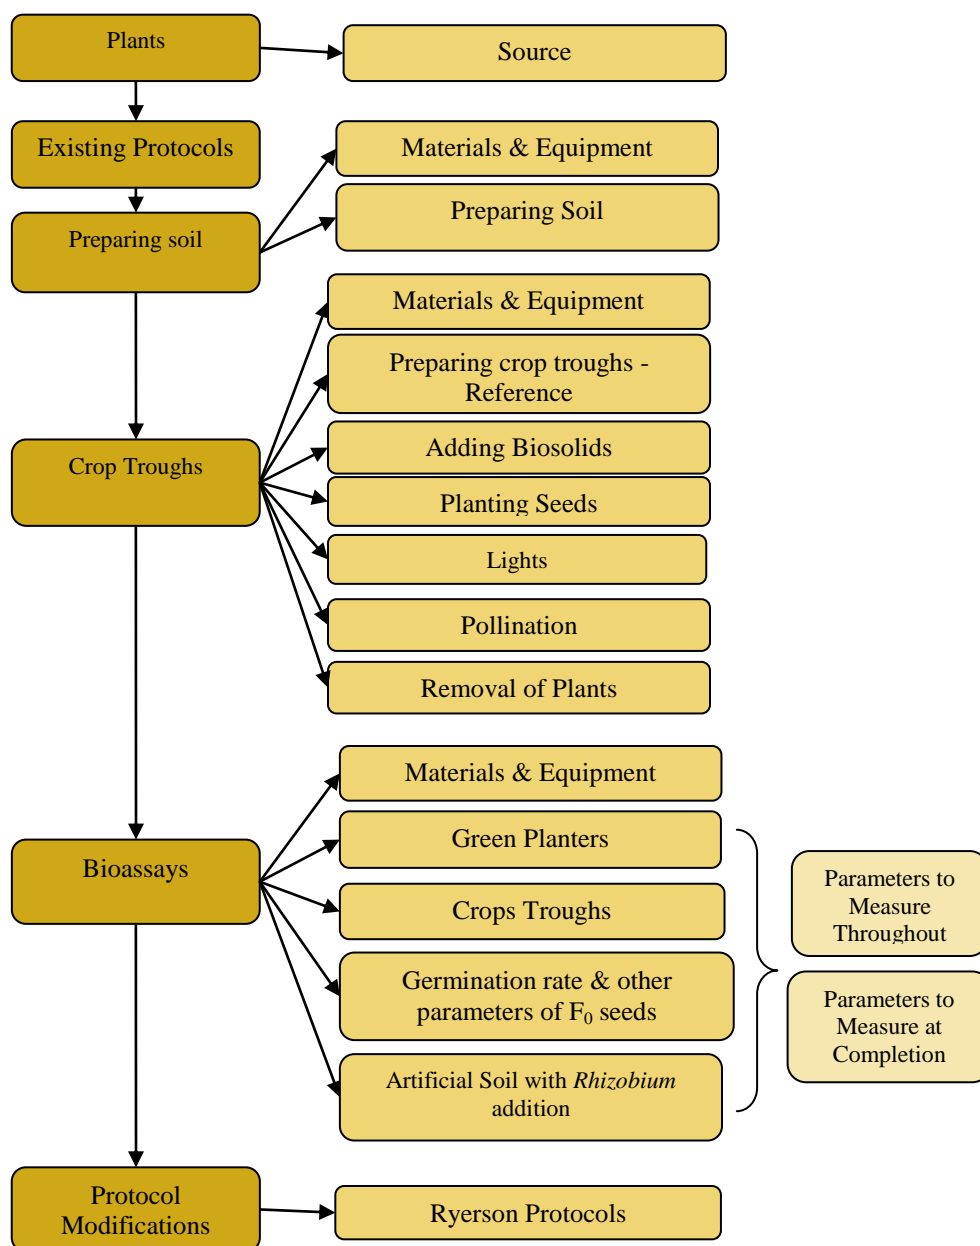 Plants
Source
Existing Protocols
Materials & Equipment
Preparing soil
Preparing Soil
Crop Troughs
Materials & Equipment
Preparing crop troughs -
Reference
Adding Biosolids
Planting Seeds
Lights
Pollination
Removal of Plants
Bioassays
Materials & Equipment
Green Planters
Crops Troughs
Germination rate & other
parameters of F₀ seeds
Artificial Soil with Rhizobium
addition
Parameters to
Measure
Throughout
Parameters to
Measure at
Completion
Protocol
Modifications
Ryerson Protocols